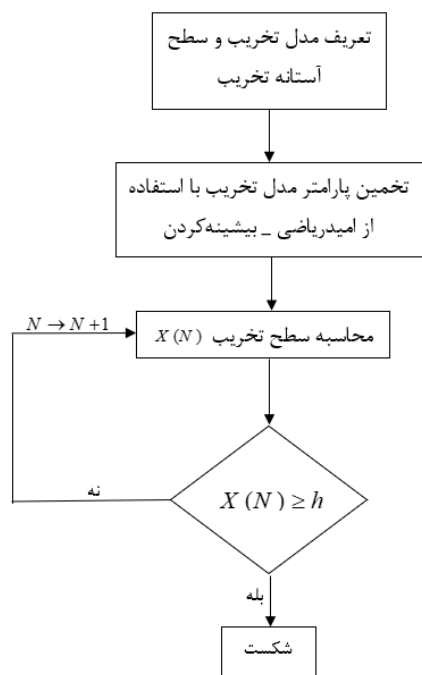 تعریف مدل تخریب و سطح
آستانه تخریب
تخمین پارامتر مدل تخریب با استفاده
از امیدریاضی _ بیشینه‌کردن
N → N +1
محاسبه سطح تخریب X (N)
X (N) ≥ h
نه
بله
شکست